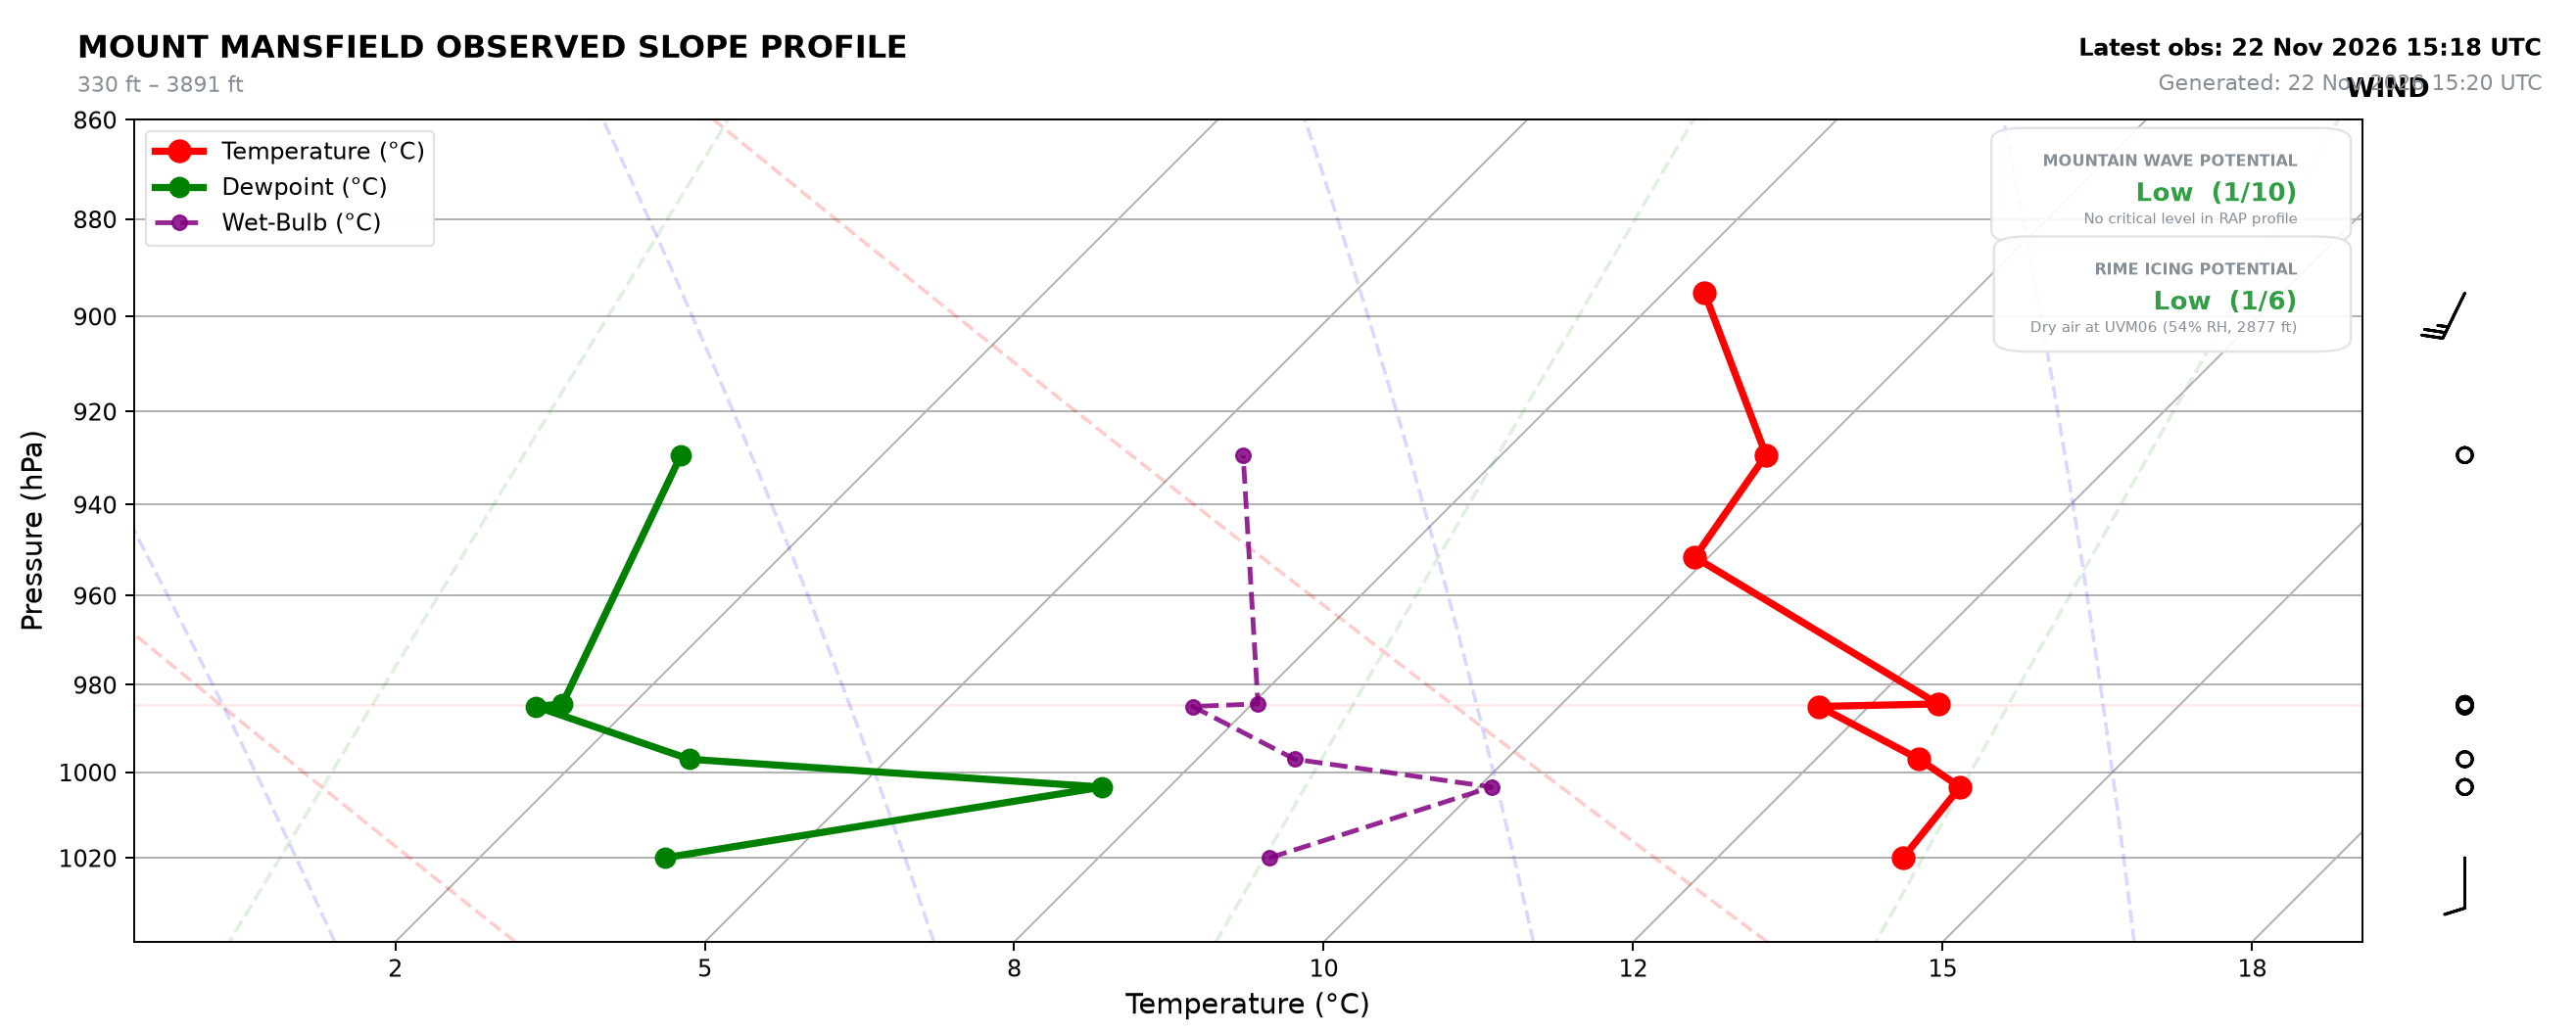 MOUNT MANSFIELD OBSERVED SLOPE PROFILE
330 ft – 3891 ft
Latest obs: 22 Nov 2026 15:18 UTC
Generated: 22 Nov 2026 15:20 UTC
WIND
Temperature (°C)
Dewpoint (°C)
Wet-Bulb (°C)
MOUNTAIN WAVE POTENTIAL
Low (1/10)
No critical level in RAP profile
RIME ICING POTENTIAL
Low (1/6)
Dry air at UVM06 (54% RH, 2877 ft)
Pressure (hPa)
860
880
900
920
940
960
980
1000
1020
2
5
8
10
12
15
18
Temperature (°C)